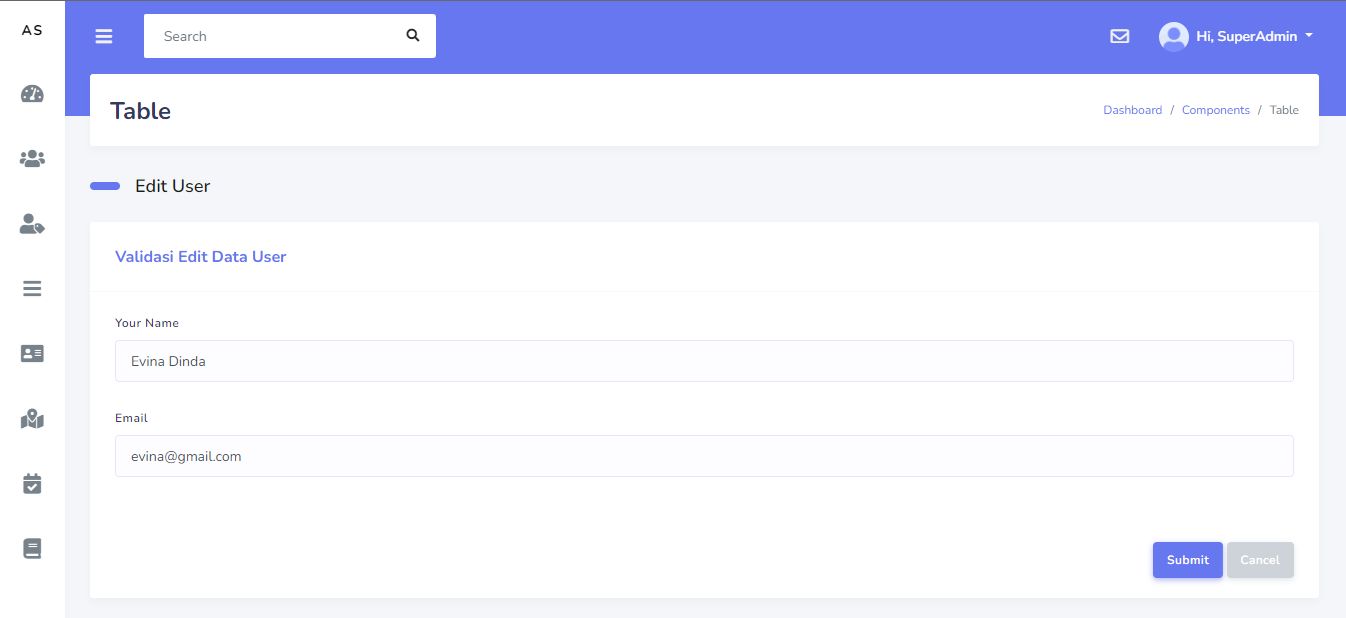 AS
Search
Hi, SuperAdmin
Table
Dashboard / Components / Table
Edit User
Validasi Edit Data User
Your Name
Evina Dinda
Email
evina@gmail.com
Submit Cancel